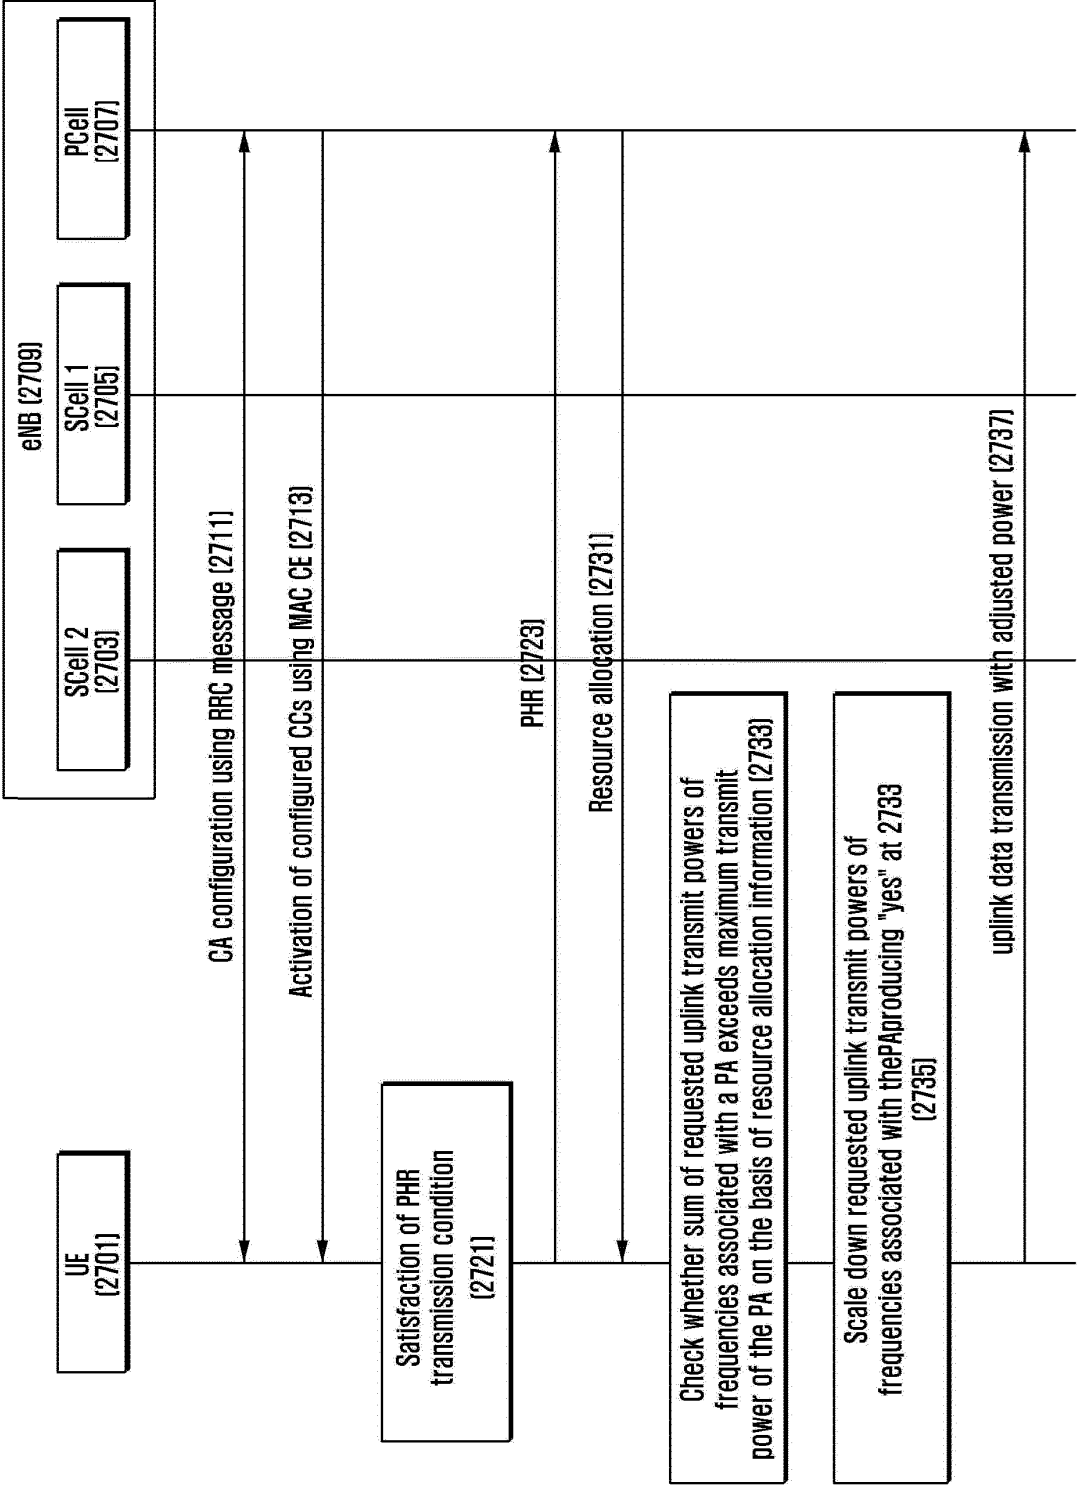 UE
(2701)
eNB (2709)
SCell 2
(2703)
SCell 1
(2705)
PCell
(2707)
CA configuration using RRC message (2711)
Activation of configured CCs using MAC CE (2713)
Satisfaction of PHR
transmission condition
(2721)
PHR (2723)
Resource allocation (2731)
Check whether sum of requested uplink transmit powers of
frequencies associated with a PA exceeds maximum transmit
power of the PA on the basis of resource allocation information (2733)
Scale down requested uplink transmit powers of
frequencies associated with thePAproducing "yes" at 2733
(2735)
uplink data transmission with adjusted power (2737)